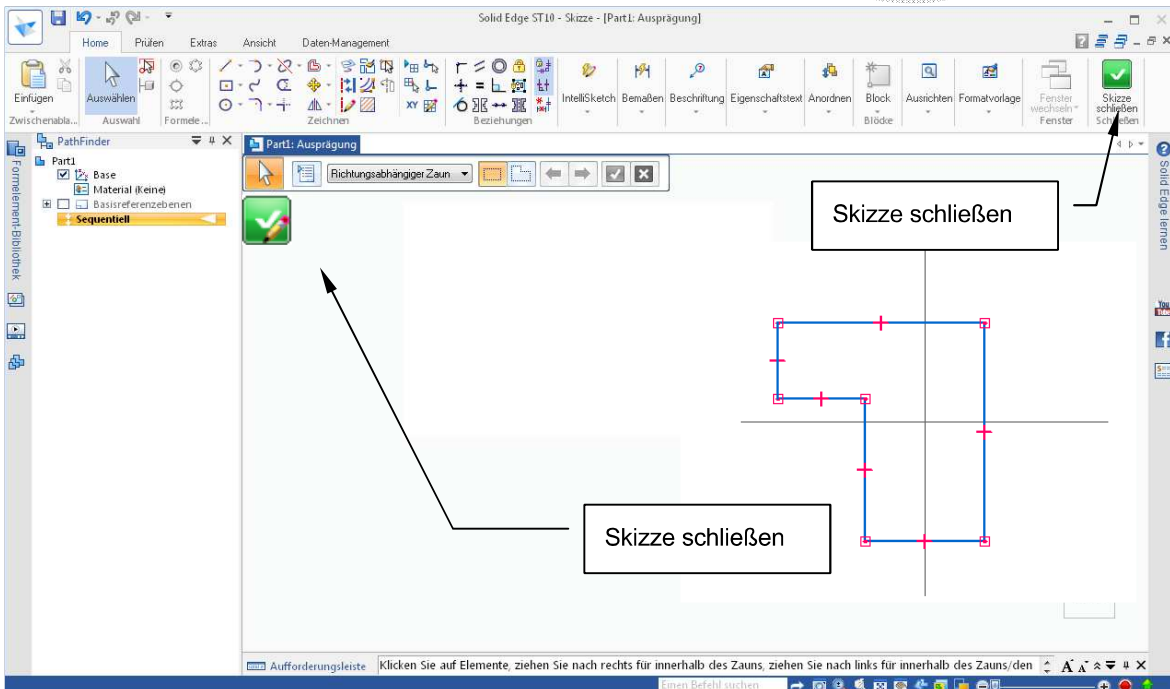 Solid Edge ST10 - Skizze - [Part1: Ausprägung]
Home Prüfen Extras Ansicht Daten-Management
Einfügen
Auswählen
IntelliSketch Bemaßen Beschriftung Eigenschaftstext Anordnen Block Ausrichten Formatvorlage Fenster wechseln Skizze schließen
Zwischenabla... Auswahl Formele... Zeichnen Beziehungen Blöcke Fenster Schließen
PathFinder
Part1: Ausprägung
Part1
Base
Material (Keine)
Basisreferenzebenen
Sequentiell
Richtungsabhängiger Zaun
Formelement-Bibliothek
Solid Edge lernen
You
Tube
Skizze schließen
Skizze schließen
Aufforderungsleiste Klicken Sie auf Elemente, ziehen Sie nach rechts für innerhalb des Zauns, ziehen Sie nach links für innerhalb des Zauns/den
Einen Befehl suchen